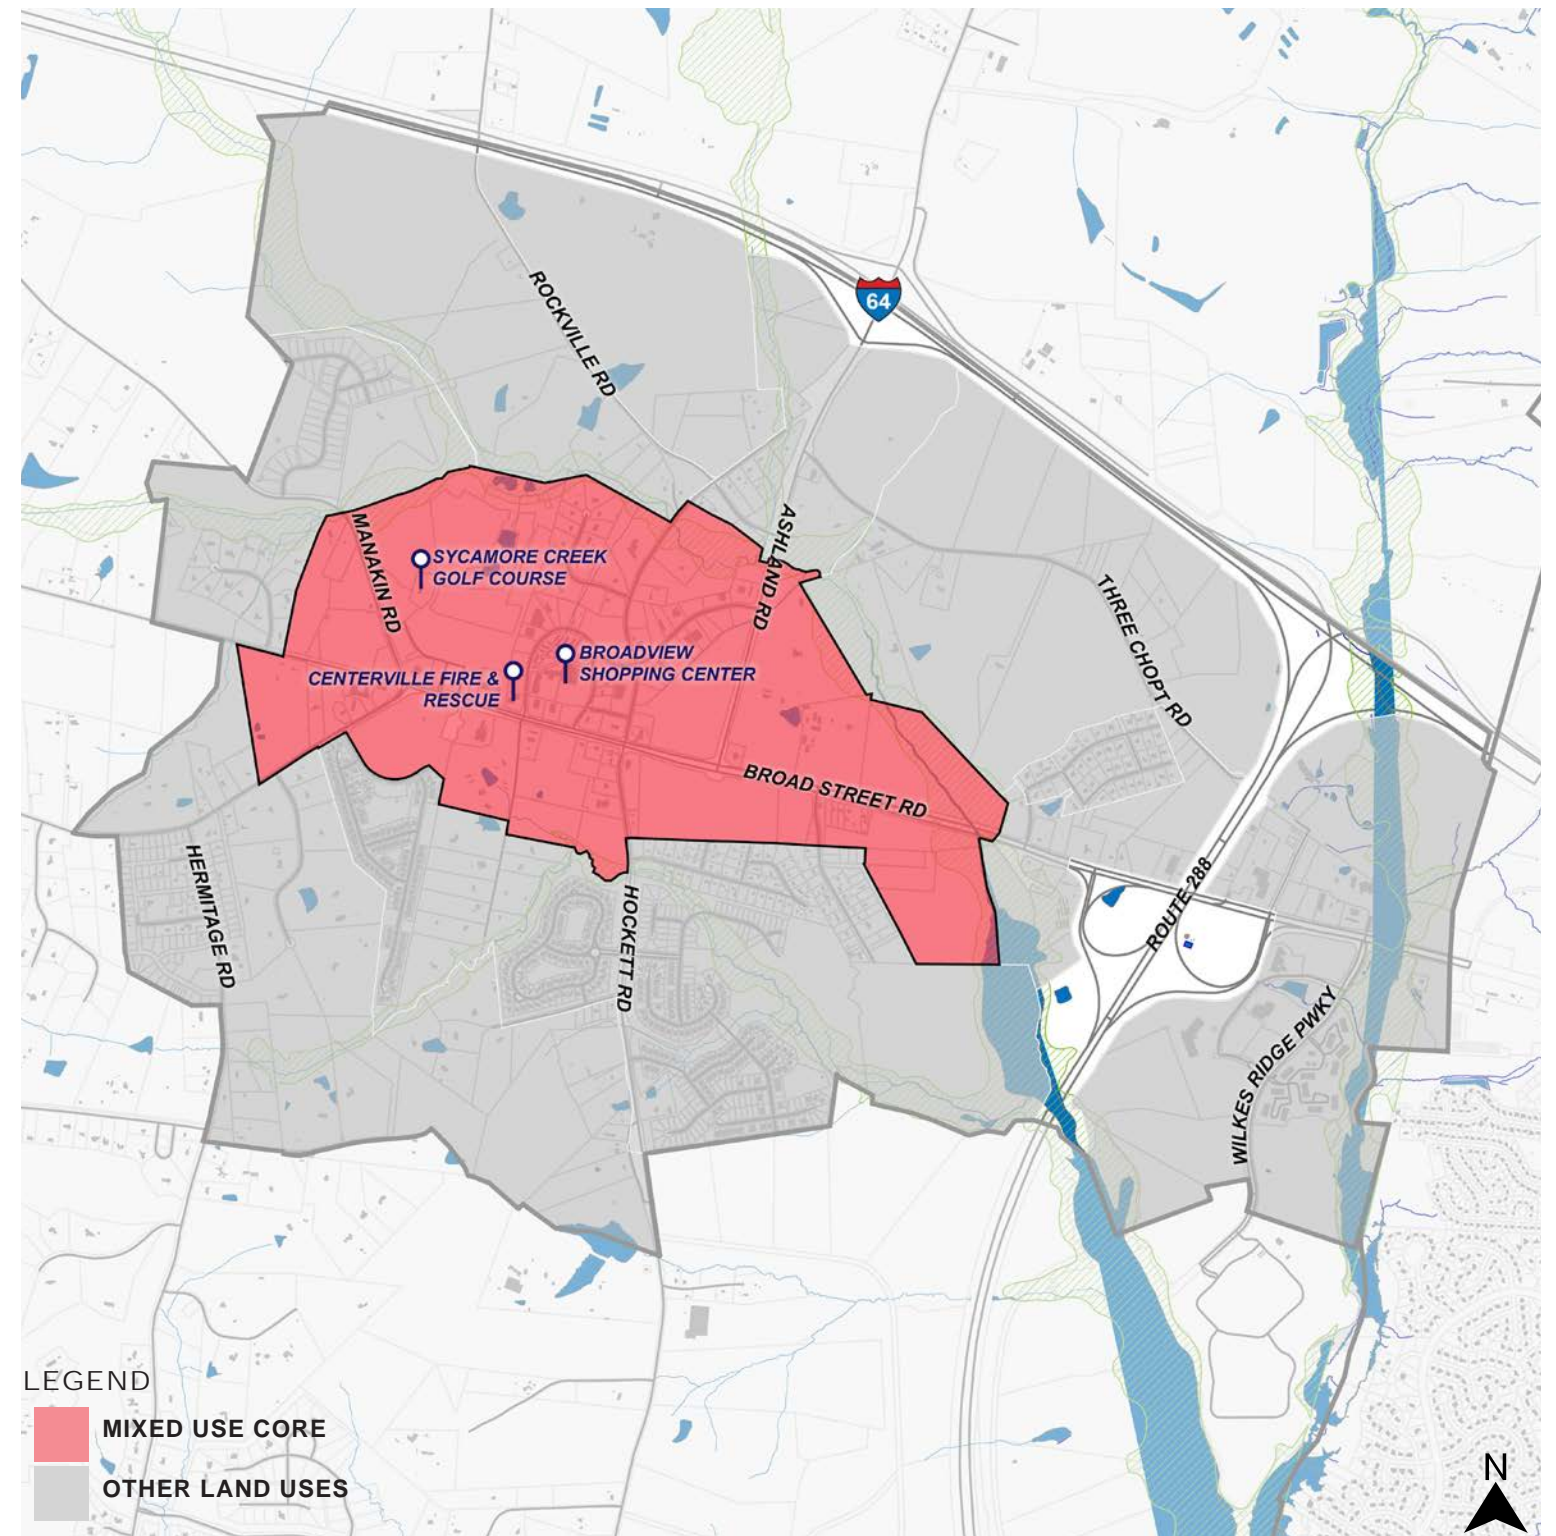 64
ROCKVILLE RD
ASHLAND RD
MANAKIN RD
SYCAMORE CREEK
GOLF COURSE
THREE CHOPT RD
BROADVIEW
SHOPPING CENTER
CENTERVILLE FIRE &
RESCUE
BROAD STREET RD
HERMITAGE RD
HOCKETT RD
ROUTE 288
WILKES RIDGE PWKY
LEGEND
MIXED USE CORE
OTHER LAND USES
N